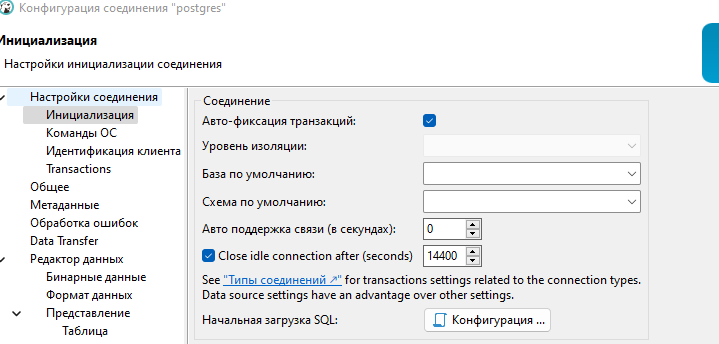 Конфигурация соединения "postgres"
Инициализация
Настройки инициализации соединения
Настройки соединения
Инициализация
Команды ОС
Идентификация клиента
Transactions
Общее
Метаданные
Обработка ошибок
Data Transfer
Редактор данных
Бинарные данные
Формат данных
Представление
Таблица
Соединение
Авто-фиксация транзакций:
Уровень изоляции:
База по умолчанию:
Схема по умолчанию:
Авто поддержка связи (в секундах): 0
Close idle connection after (seconds) 14400
See "Типы соединений ↗" for transactions settings related to the connection types.
Data source settings have an advantage over other settings.
Начальная загрузка SQL: Конфигурация ...